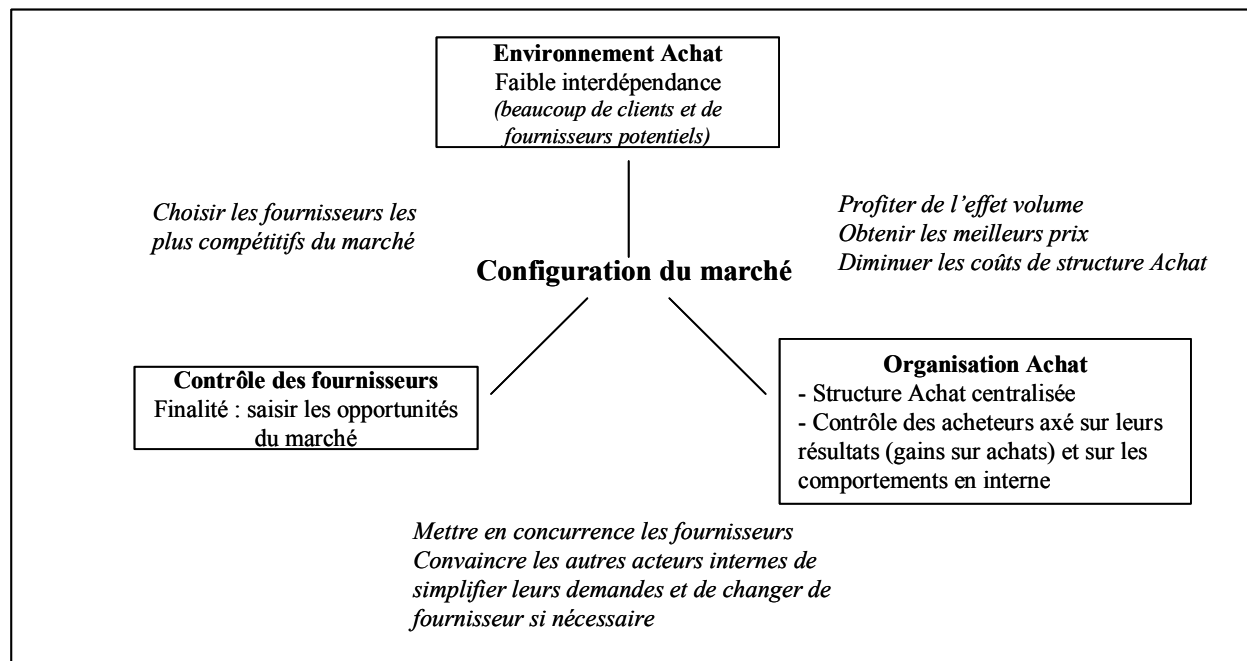 Environnement Achat
Faible interdépendance
(beaucoup de clients et de
fournisseurs potentiels)
Choisir les fournisseurs les
plus compétitifs du marché
Profiter de l'effet volume
Obtenir les meilleurs prix
Diminuer les coûts de structure Achat
Configuration du marché
Contrôle des fournisseurs
Finalité : saisir les opportunités
du marché
Organisation Achat
- Structure Achat centralisée
- Contrôle des acheteurs axé sur leurs
résultats (gains sur achats) et sur les
comportements en interne
Mettre en concurrence les fournisseurs
Convaincre les autres acteurs internes de
simplifier leurs demandes et de changer de
fournisseur si nécessaire